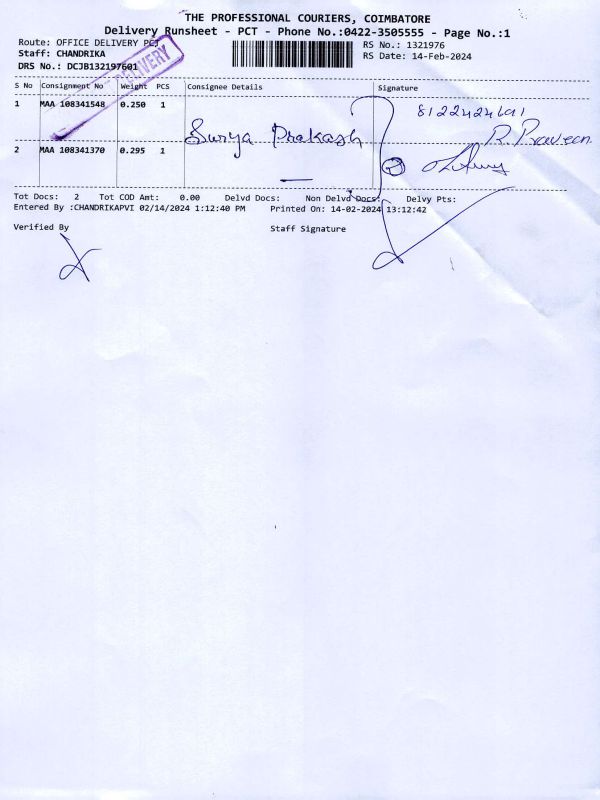 THE PROFESSIONAL COURIERS, COIMBATORE
Delivery Runsheet - PCT - Phone No.:0422-3505555 - Page No.:1
Route: OFFICE DELIVERY PCJ
RS No.: 1321976
Staff: CHANDRIKA
RS Date: 14-Feb-2024
DRS No.: DCJB132197601
DELIVERY
S No Consignment No Weight PCS Consignee Details Signature
1 MAA 108341548 0.250 1
8122424691
Surya Prakash
R. Praveen
2 MAA 108341370 0.295 1
Tot Docs: 2 Tot COD Amt: 0.00 Delvd Docs: Non Delvd Docs: Delvy Pts:
Entered By :CHANDRIKAPVI 02/14/2024 1:12:40 PM Printed On: 14-02-2024 13:12:42
Verified By Staff Signature